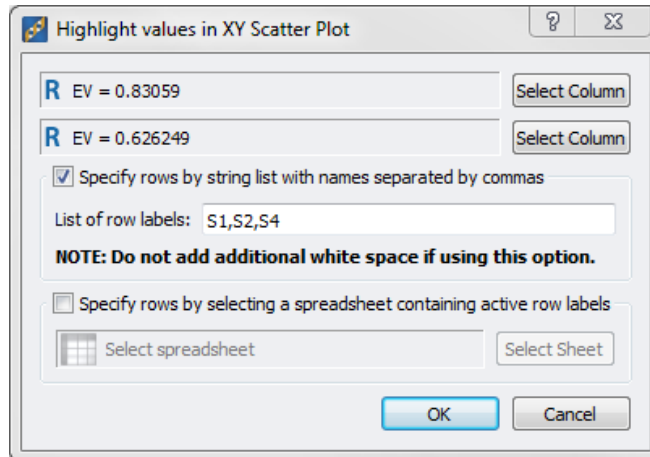 Highlight values in XY Scatter Plot
R EV = 0.83059 Select Column
R EV = 0.626249 Select Column
Specify rows by string list with names separated by commas
List of row labels: S1,S2,S4
NOTE: Do not add additional white space if using this option.
Specify rows by selecting a spreadsheet containing active row labels
Select spreadsheet Select Sheet
OK Cancel